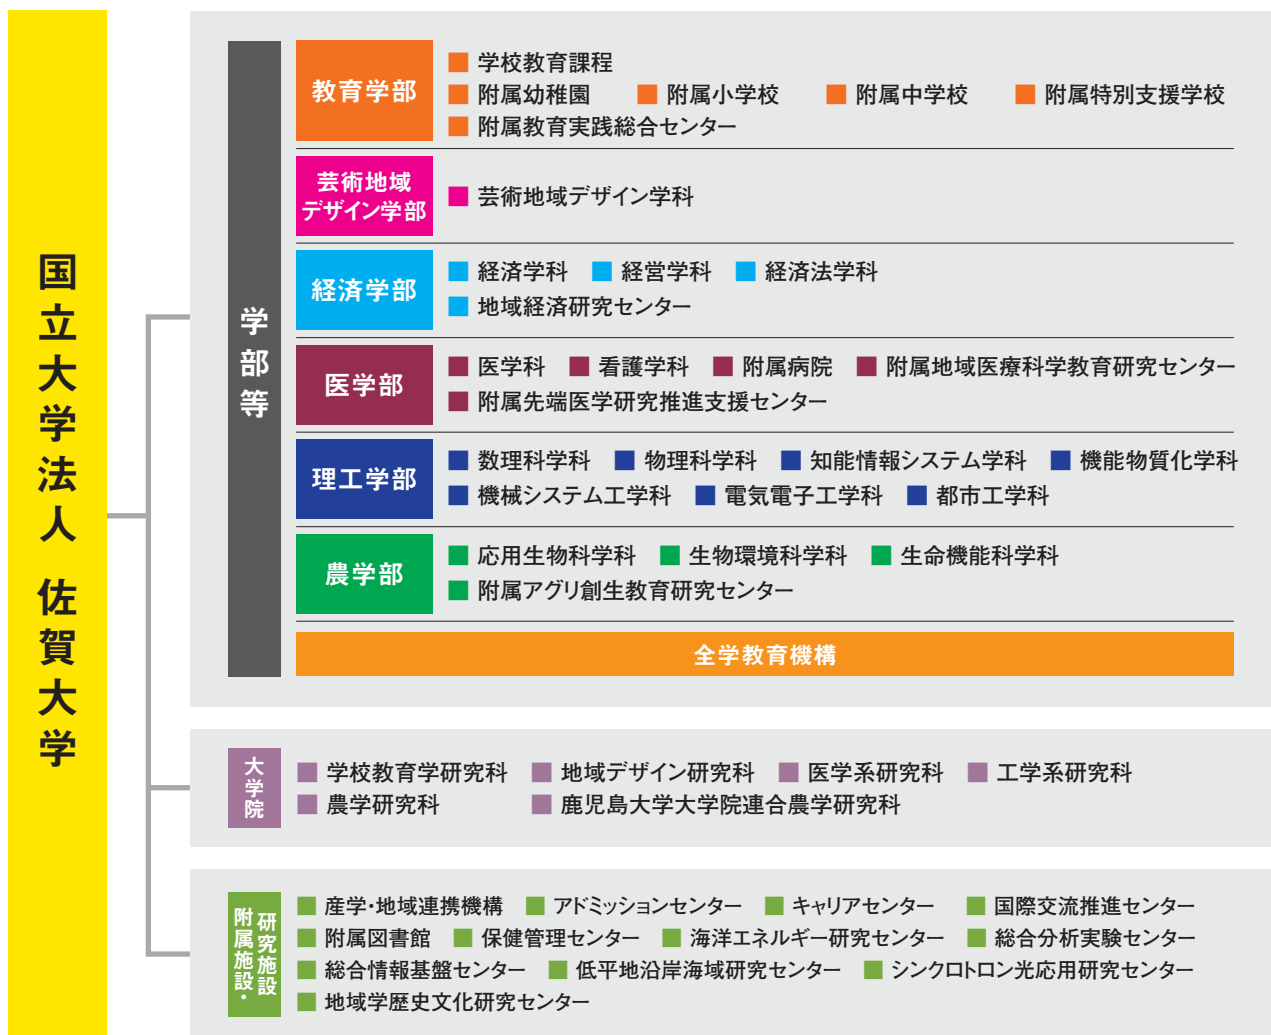 国立大学法人 佐賀大学
学部等
教育学部
■ 学校教育課程
■ 附属幼稚園 ■ 附属小学校 ■ 附属中学校 ■ 附属特別支援学校
■ 附属教育実践総合センター
芸術地域
デザイン学部
■ 芸術地域デザイン学科
経済学部
■ 経済学科 ■ 経営学科 ■ 経済法学科
■ 地域経済研究センター
医学部
■ 医学科 ■ 看護学科 ■ 附属病院 ■ 附属地域医療科学教育研究センター
■ 附属先端医学研究推進支援センター
理工学部
■ 数理科学科 ■ 物理科学科 ■ 知能情報システム学科 ■ 機能物質化学科
■ 機械システム工学科 ■ 電気電子工学科 ■ 都市工学科
農学部
■ 応用生物科学科 ■ 生物環境科学科 ■ 生命機能科学科
■ 附属アグリ創生教育研究センター
全学教育機構
大学院
■ 学校教育学研究科 ■ 地域デザイン研究科 ■ 医学系研究科 ■ 工学系研究科
■ 農学研究科 ■ 鹿児島大学大学院連合農学研究科
研究施設
附属施設・
■ 産学・地域連携機構 ■ アドミッションセンター ■ キャリアセンター ■ 国際交流推進センター
■ 附属図書館 ■ 保健管理センター ■ 海洋エネルギー研究センター ■ 総合分析実験センター
■ 総合情報基盤センター ■ 低平地沿岸海域研究センター ■ シンクロトロン光応用研究センター
■ 地域学歴史文化研究センター